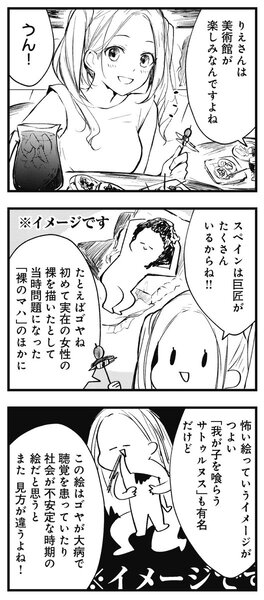 りえさんは
美術館が
楽しみなんですよね
うん！
スペインは巨匠が
たくさん
いるからね!!
※イメージです
たとえばゴヤね
初めて実在の女性の
裸を描いたとして
当時問題になった
「裸のマハ」のほかに
怖い絵っていうイメージが
つよい
「我が子を喰らう
サトゥルヌス」も有名
だけど
この絵はゴヤが大病で
聴覚を患っていたり
社会が不安定な時期の
絵だと思うと
また 見方が違うよね！
※イメージです